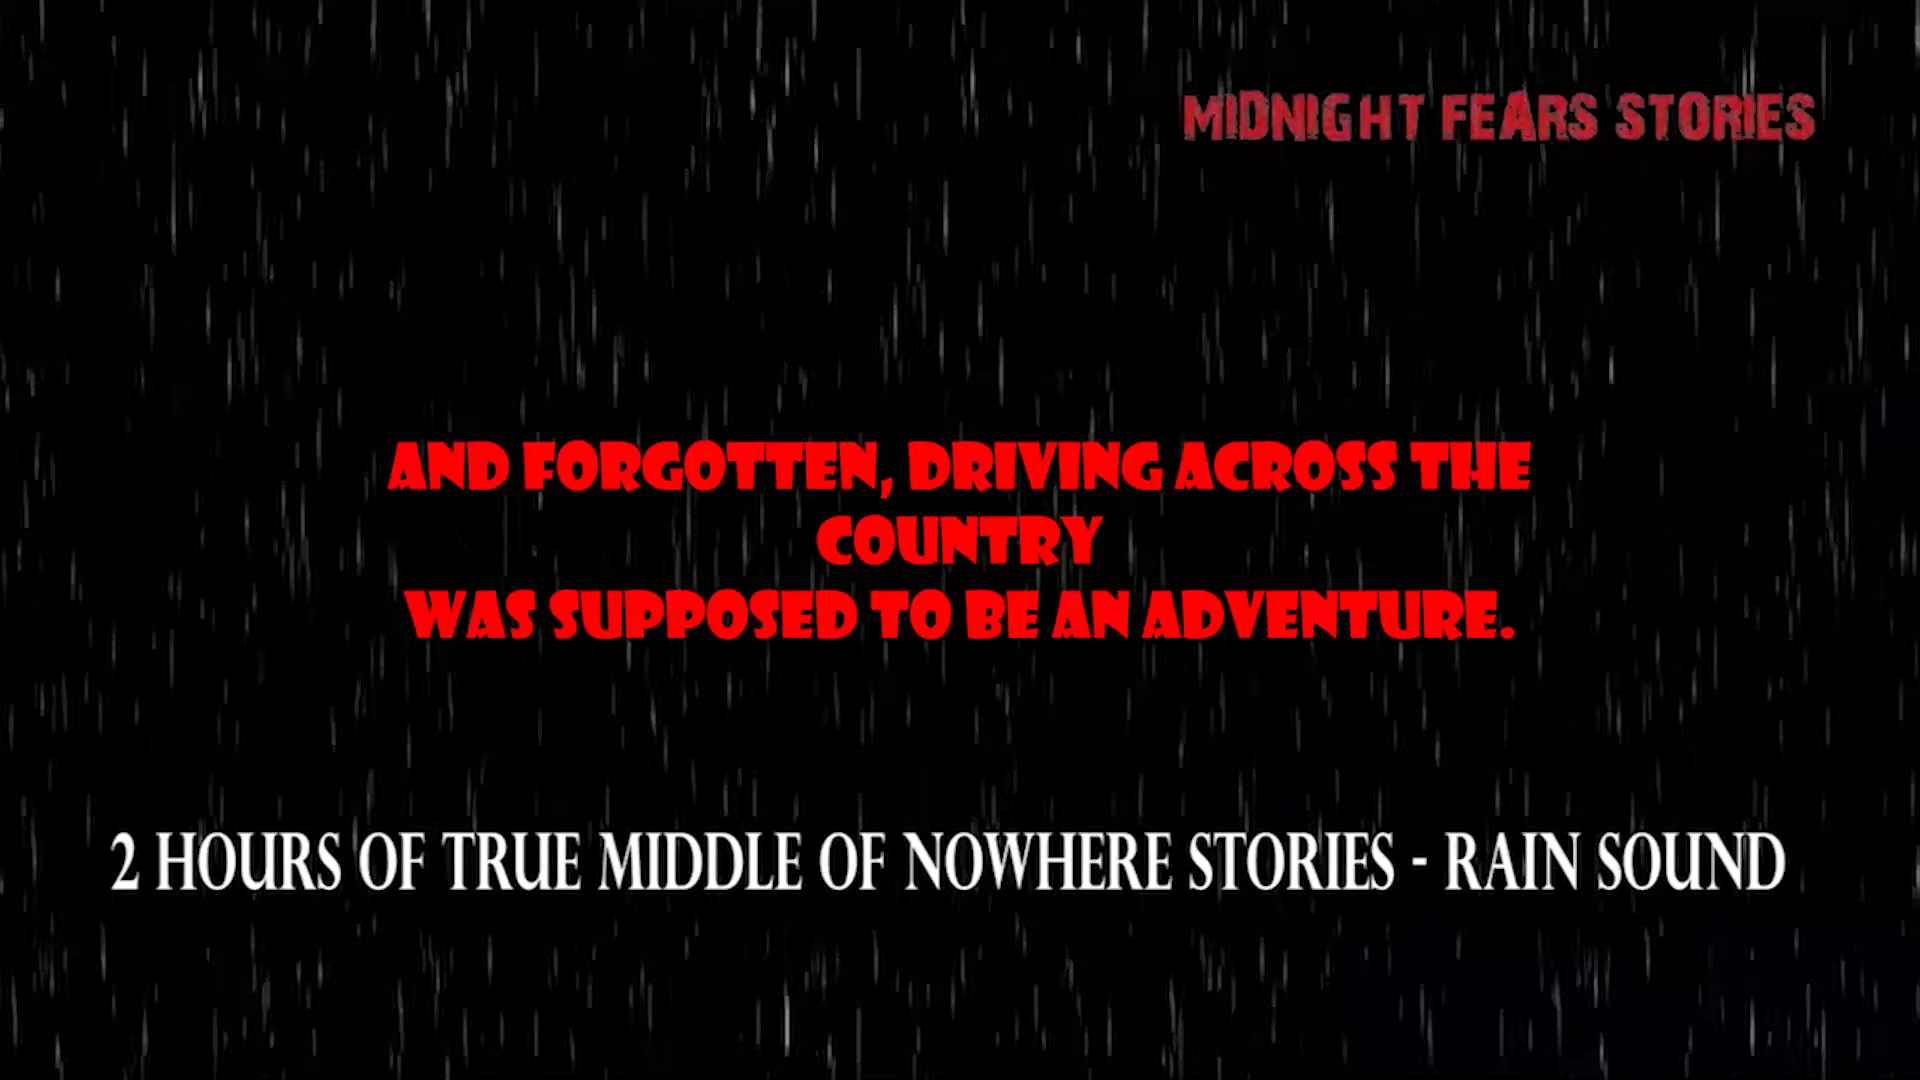 MIDNIGHT FEARS STORIES
AND FORGOTTEN, DRIVING ACROSS THE
COUNTRY
WAS SUPPOSED TO BE AN ADVENTURE.
2 HOURS OF TRUE MIDDLE OF NOWHERE STORIES - RAIN SOUND